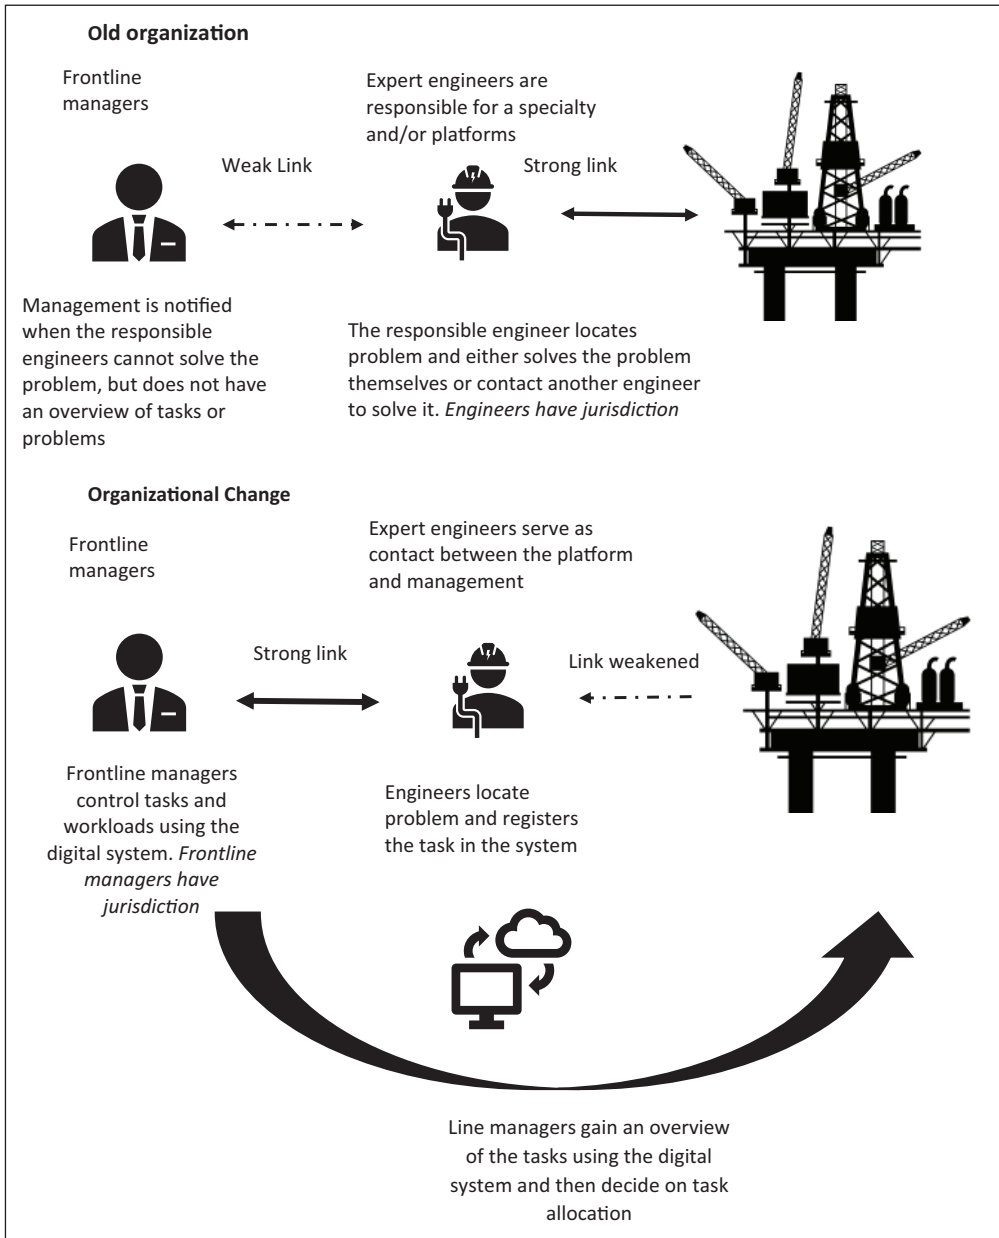 Old organization
Frontline
managers
Expert engineers are
responsible for a specialty
and/or platforms
Weak Link
Strong link
Management is notified
when the responsible
engineers cannot solve the
problem, but does not have
an overview of tasks or
problems
The responsible engineer locates
problem and either solves the problem
themselves or contact another engineer
to solve it. Engineers have jurisdiction
Organizational Change
Frontline
managers
Expert engineers serve as
contact between the platform
and management
Strong link
Link weakened
Frontline managers
control tasks and
workloads using the
digital system. Frontline
managers have
jurisdiction
Engineers locate
problem and registers
the task in the system
Line managers gain an overview
of the tasks using the digital
system and then decide on task
allocation